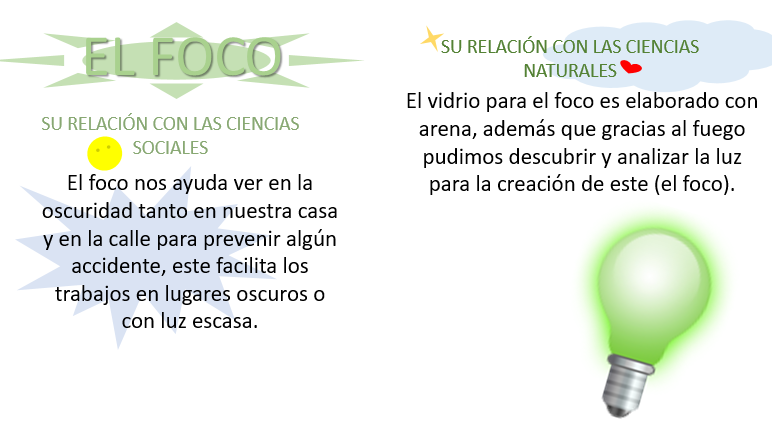 EL FOCO
SU RELACIÓN CON LAS CIENCIAS
SOCIALES
El foco nos ayuda ver en la
oscuridad tanto en nuestra casa
y en la calle para prevenir algún
accidente, este facilita los
trabajos en lugares oscuros o
con luz escasa.
SU RELACIÓN CON LAS CIENCIAS
NATURALES
El vidrio para el foco es elaborado con
arena, además que gracias al fuego
pudimos descubrir y analizar la luz
para la creación de este (el foco).